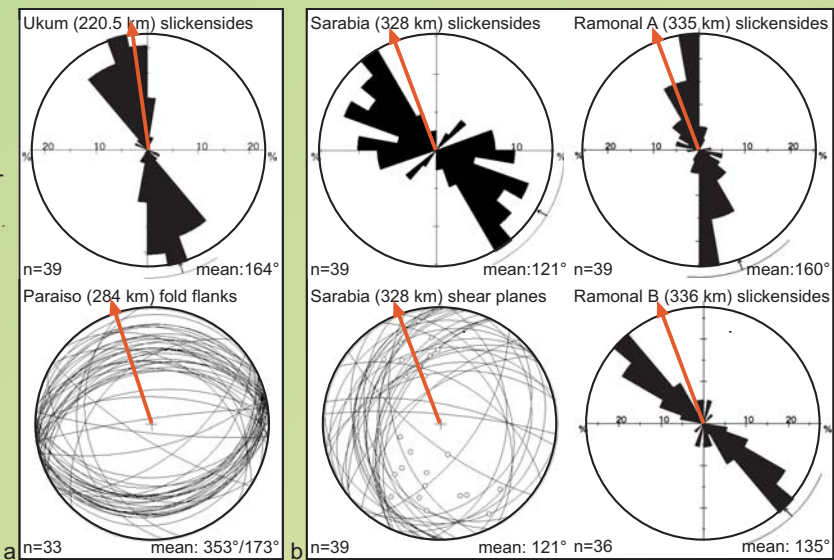 Ukum (220.5 km) slickensides
20 10 10 20
% %
n=39 mean:164°
Paraiso (284 km) fold flanks
n=33 mean: 353°/173°
a
Sarabia (328 km) slickensides
10
% %
n=39 mean:121°
Ramonal A (335 km) slickensides
20 10 10 20
% %
n=39 mean:160°
Sarabia (328 km) shear planes
n=39 mean: 121°
Ramonal B (336 km) slickensides
20 10 10 20
% %
n=36 mean: 135°
b